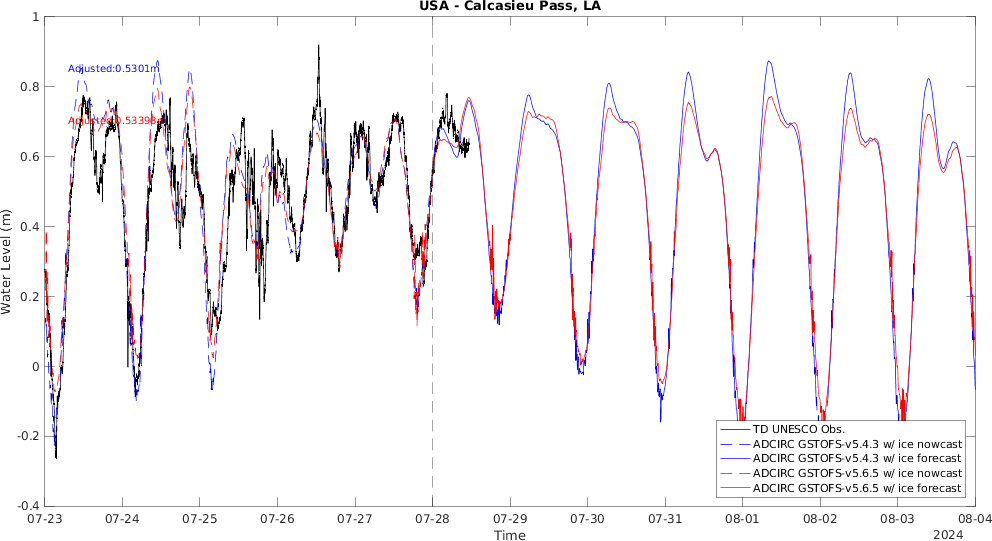 USA - Calcasieu Pass, LA
1
0.8
0.6
0.4
0.2
0
-0.2
-0.4
Water Level (m)
Adjusted:0.5301m
Adjusted:0.53398m
TD UNESCO Obs.
ADCIRC GSTOFS-v5.4.3 w/ ice nowcast
ADCIRC GSTOFS-v5.4.3 w/ ice forecast
ADCIRC GSTOFS-v5.6.5 w/ ice nowcast
ADCIRC GSTOFS-v5.6.5 w/ ice forecast
07-23 07-24 07-25 07-26 07-27 07-28 07-29 07-30 07-31 08-01 08-02 08-03 08-04
Time
2024